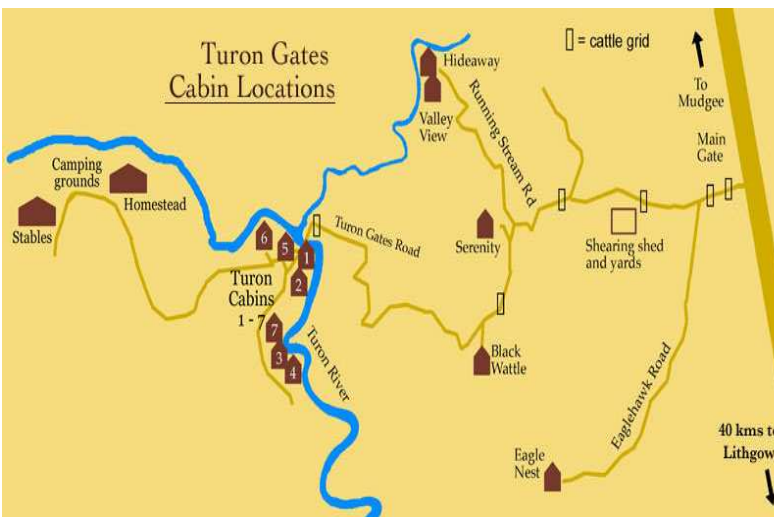 Turon Gates
Cabin Locations
= cattle grid
To
Mudgee
Main
Gate
Hideaway
Valley
View
Running Stream Rd
Camping
grounds
Homestead
Stables
Turon Gates Road
Serenity
Shearing shed
and yards
6
5
1
2
Turon
Cabins
1 - 7
7
3
4
Turon River
Black
Wattle
Eaglehawk Road
Eagle
Nest
40 kms to
Lithgow